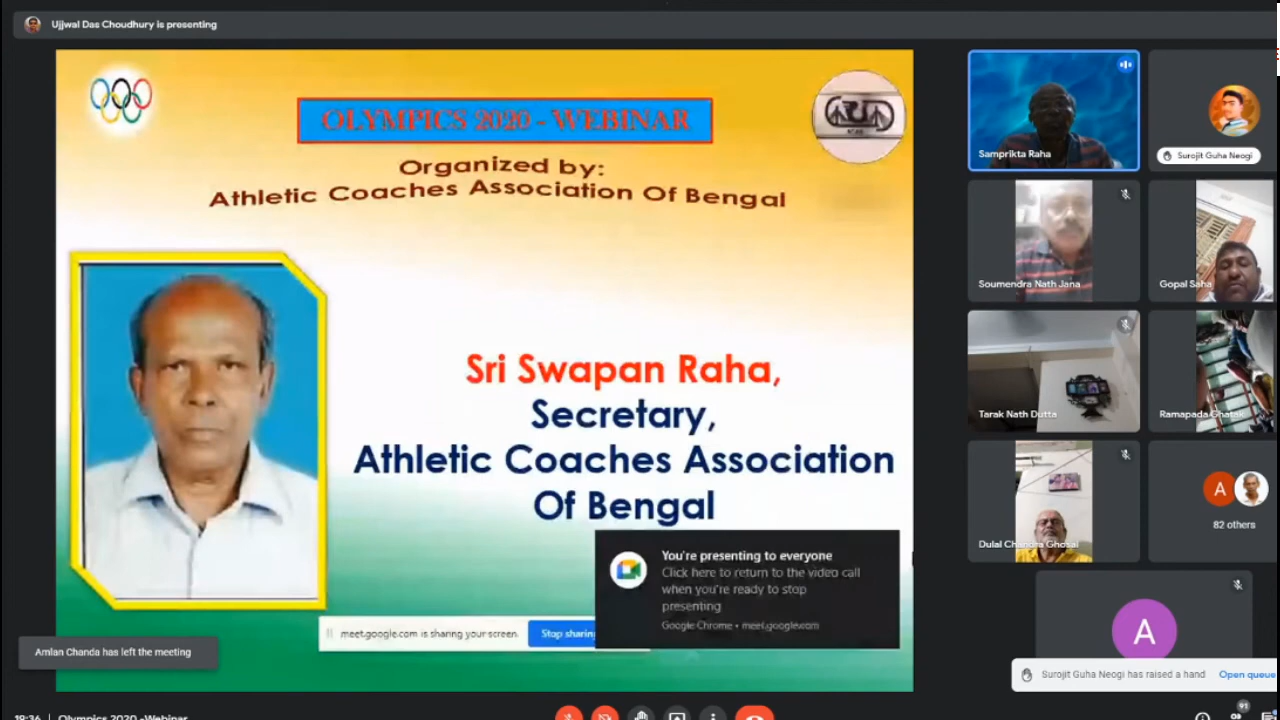 Ujjwal Das Choudhury is presenting
OLYMPICS 2020 - WEBINAR
Organized by:
Athletic Coaches Association Of Bengal
Sri Swapan Raha,
Secretary,
Athletic Coaches Association
Of Bengal
You're presenting to everyone
Click here to return to the video call
when you're ready to stop
presenting
Google Chrome • meet.google.com
meet.google.com is sharing your screen.
Stop sharing
Amlan Chanda has left the meeting
Samprikta Raha
Surojit Guha Neogi
Soumendra Nath Jana
Gopal Saha
Tarak Nath Dutta
Ramapada Ghatak
Dulal Chandra Ghosal
A
82 others
A
Surojit Guha Neogi has raised a hand
Open queue
19:36 | Olympics 2020 -Webinar
91